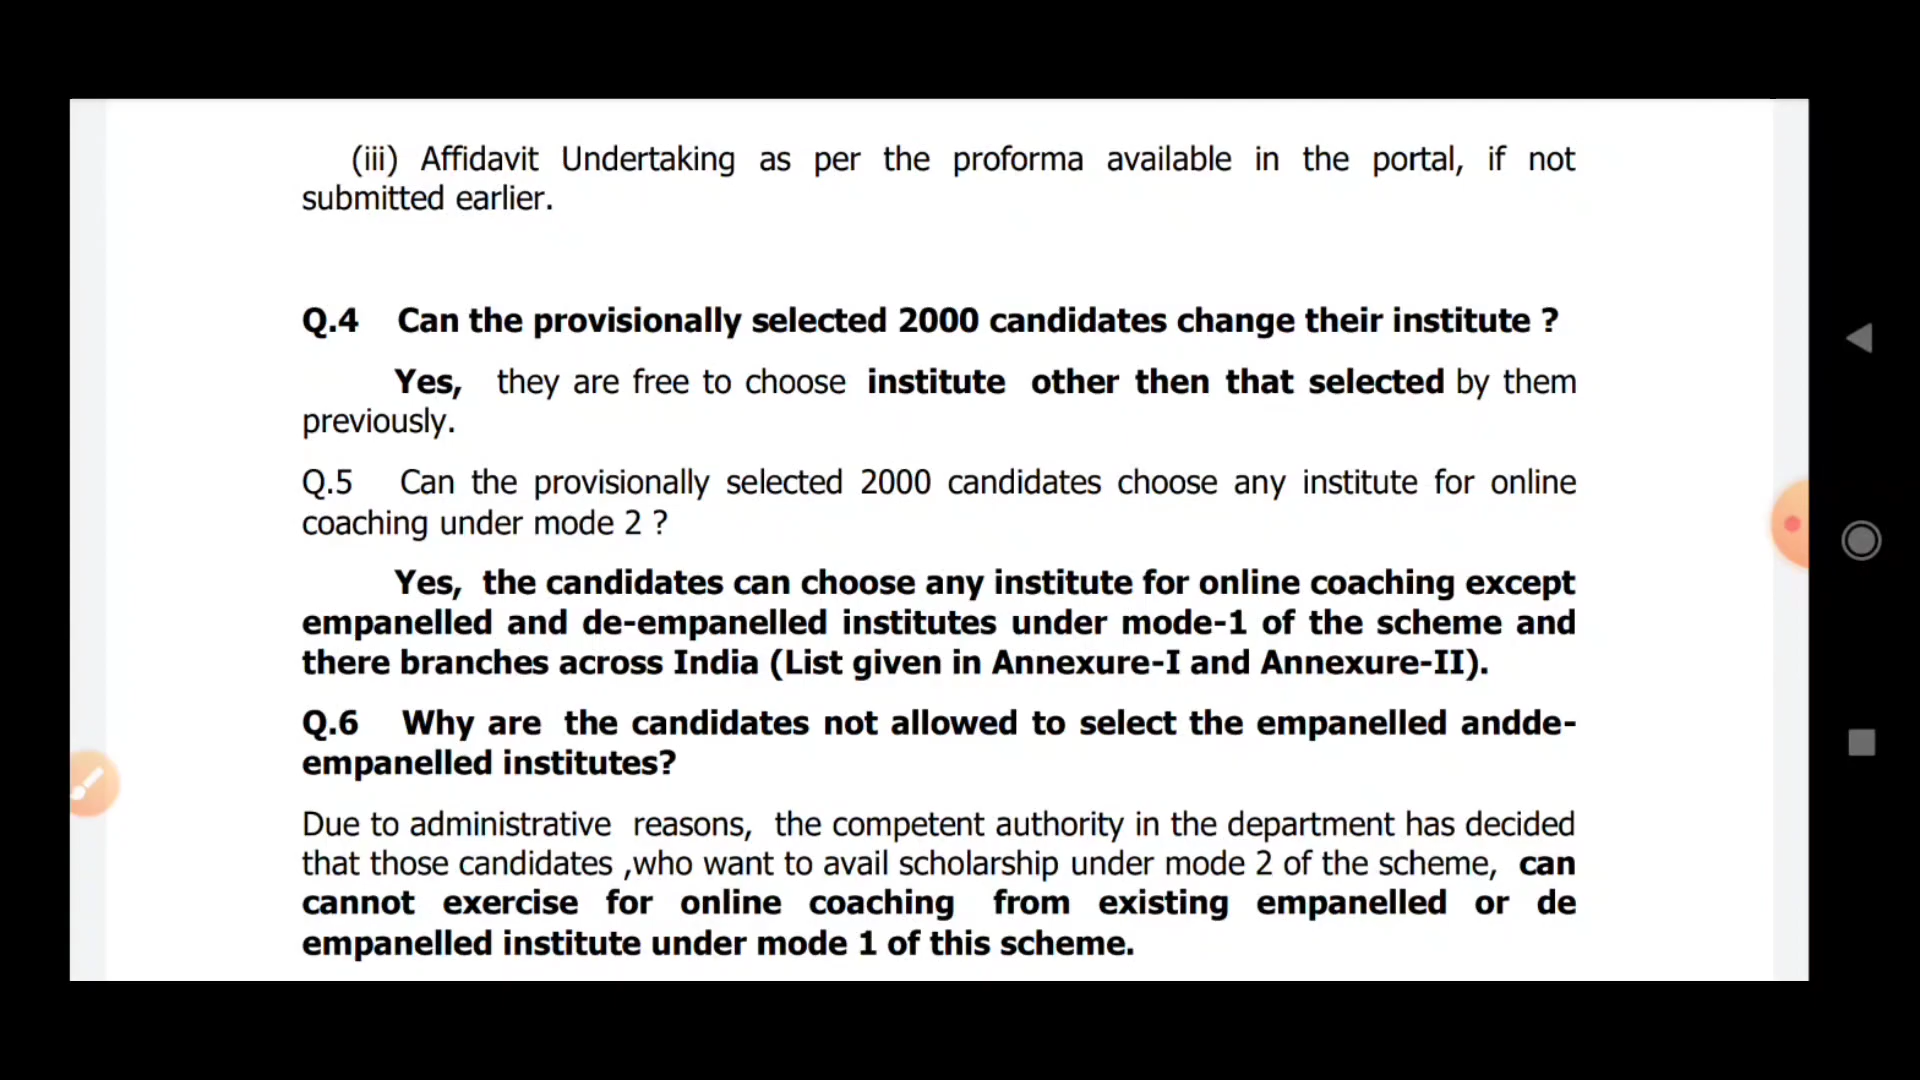 (iii) Affidavit Undertaking as per the proforma available in the portal, if not
submitted earlier.
Q.4 Can the provisionally selected 2000 candidates change their institute ?
Yes, they are free to choose institute other then that selected by them
previously.
Q.5 Can the provisionally selected 2000 candidates choose any institute for online
coaching under mode 2 ?
Yes, the candidates can choose any institute for online coaching except
empanelled and de-empanelled institutes under mode-1 of the scheme and
there branches across India (List given in Annexure-I and Annexure-II).
Q.6 Why are the candidates not allowed to select the empanelled andde-
empanelled institutes?
Due to administrative reasons, the competent authority in the department has decided
that those candidates ,who want to avail scholarship under mode 2 of the scheme, can
cannot exercise for online coaching from existing empanelled or de
empanelled institute under mode 1 of this scheme.